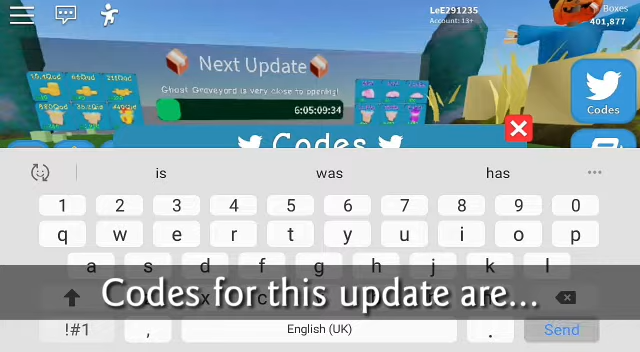 LeE291235
Account: 13+
Boxes
401,877
Next Update
Ghost Graveyard is very close to opening!
6:05:09:34
Codes
Codes
is was has
1 2 3 4 5 6 7 8 9 0
q w e r t y u i o p
a s d f g h j k l
Codes for this update are...
!#1 , English (UK) . Send